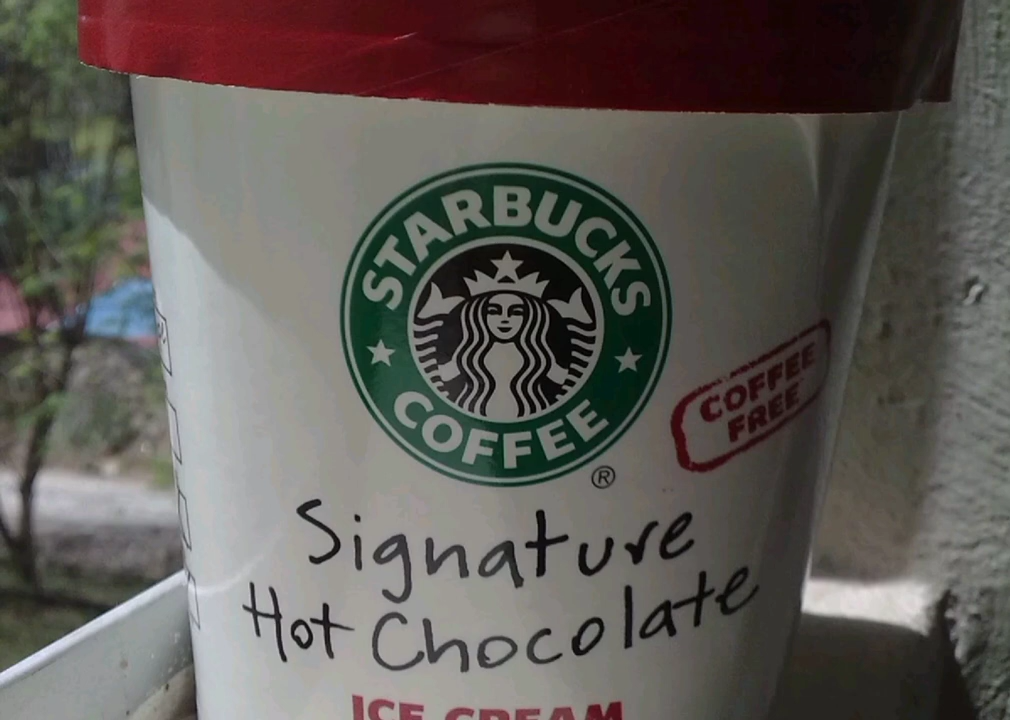 STARBUCKS
COFFEE
®
COFFEE
FREE
Signature
Hot Chocolate
ICE CREAM